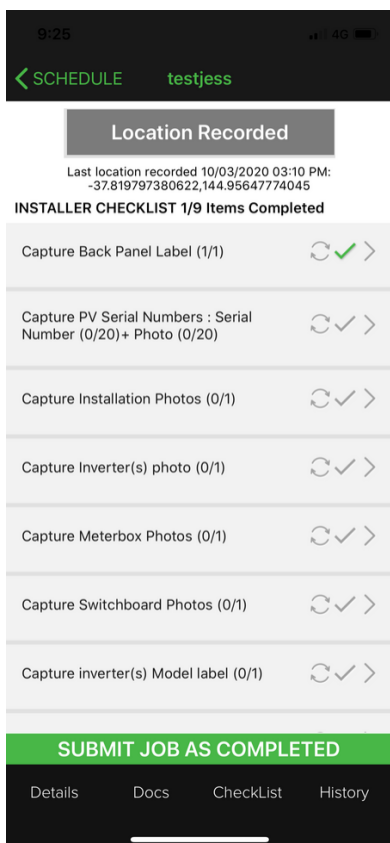 9:25
4G
SCHEDULE
testjess
Location Recorded
Last location recorded 10/03/2020 03:10 PM:
-37.819797380622,144.95647774045
INSTALLER CHECKLIST 1/9 Items Completed
Capture Back Panel Label (1/1)
Capture PV Serial Numbers : Serial
Number (0/20)+ Photo (0/20)
Capture Installation Photos (0/1)
Capture Inverter(s) photo (0/1)
Capture Meterbox Photos (0/1)
Capture Switchboard Photos (0/1)
Capture inverter(s) Model label (0/1)
SUBMIT JOB AS COMPLETED
Details
Docs
CheckList
History